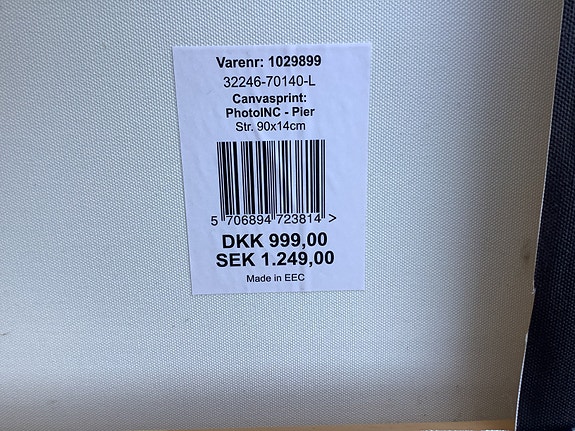 Varenr: 1029899
32246-70140-L
Canvasprint:
PhotoINC - Pier
Str. 90x14cm
5 706894 723814 >
DKK 999,00
SEK 1.249,00
Made in EEC